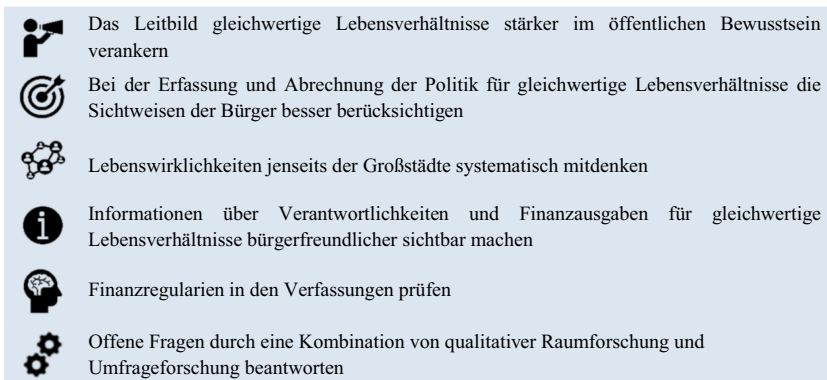 Das Leitbild gleichwertige Lebensverhältnisse stärker im öffentlichen Bewusstsein
verankern
Bei der Erfassung und Abrechnung der Politik für gleichwertige Lebensverhältnisse die
Sichtweisen der Bürger besser berücksichtigen
Lebenswirklichkeiten jenseits der Großstädte systematisch mitdenken
Informationen über Verantwortlichkeiten und Finanzausgaben für gleichwertige
Lebensverhältnisse bürgerfreundlicher sichtbar machen
Finanzregularien in den Verfassungen prüfen
Offene Fragen durch eine Kombination von qualitativer Raumforschung und
Umfrageforschung beantworten